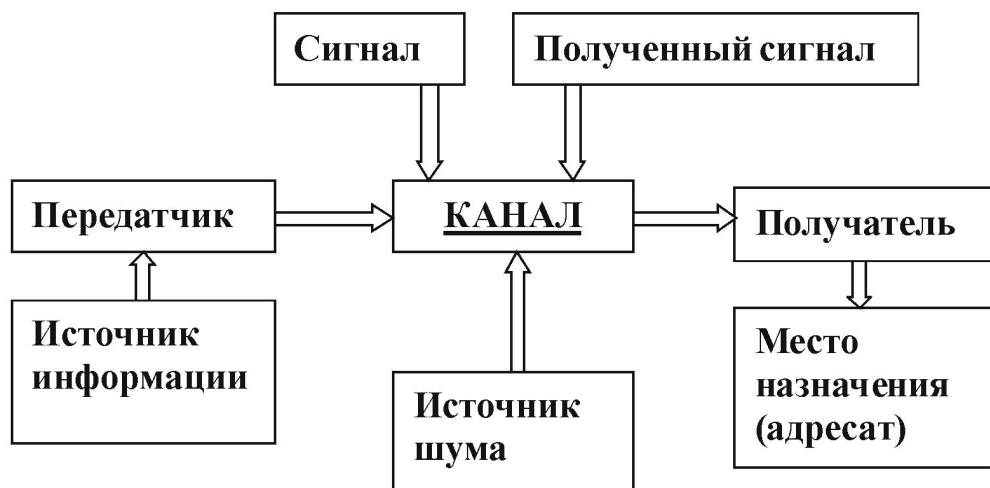 Сигнал
Полученный сигнал
Передатчик
КАНАЛ
Получатель
Источник
информации
Источник
шума
Место
назначения
(адресат)